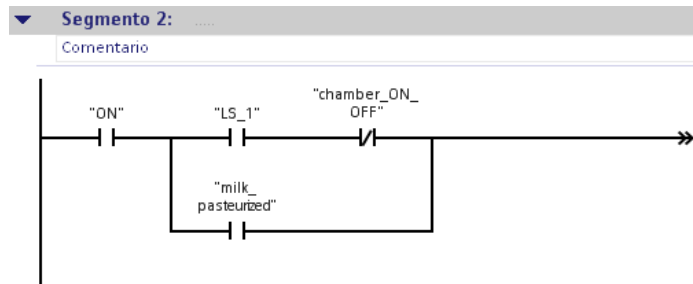 Segmento 2: .....
Comentario
"ON"
"LS_1"
"chamber_ON_
OFF"
"milk_
pasteurized"